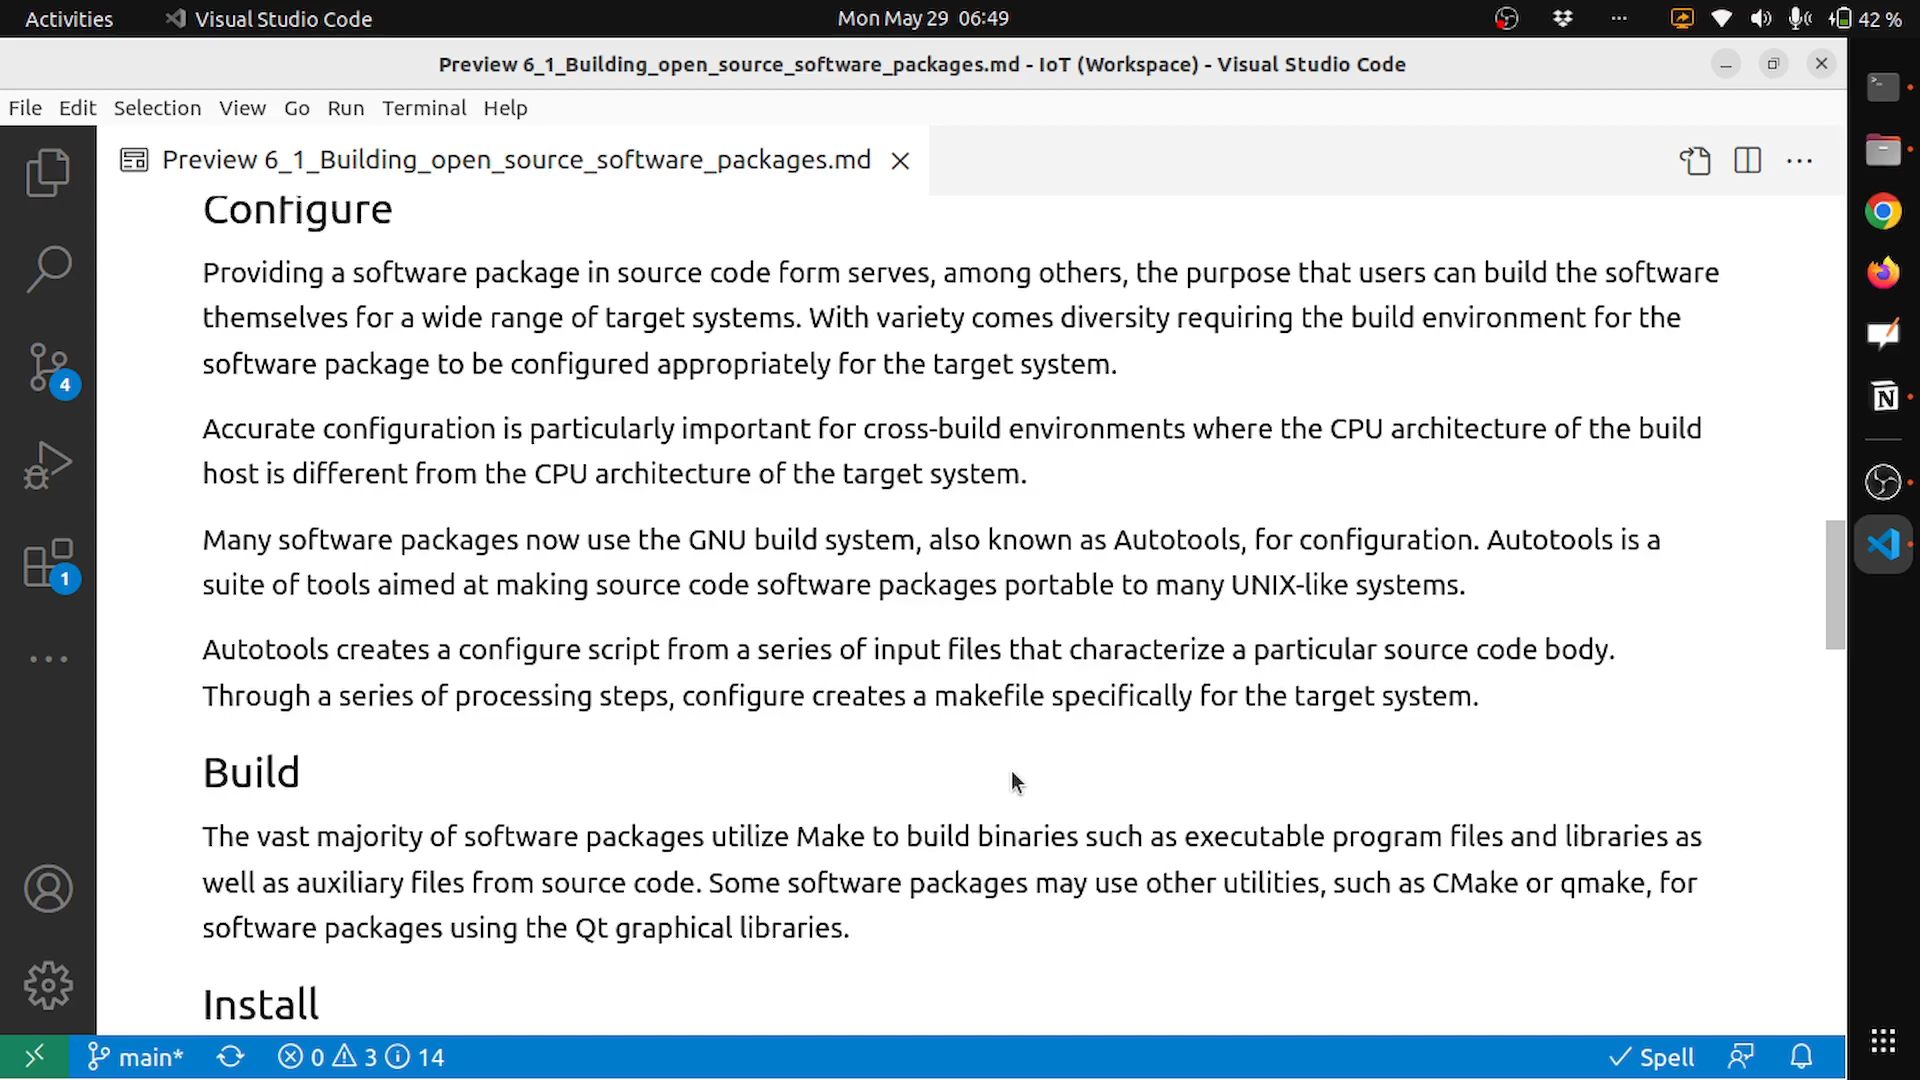 Activities
Visual Studio Code
Mon May 29 06:49
42 %
Preview 6_1_Building_open_source_software_packages.md - IoT (Workspace) - Visual Studio Code
File Edit Selection View Go Run Terminal Help
Preview 6_1_Building_open_source_software_packages.md
Configure
Providing a software package in source code form serves, among others, the purpose that users can build the software
themselves for a wide range of target systems. With variety comes diversity requiring the build environment for the
software package to be configured appropriately for the target system.
Accurate configuration is particularly important for cross-build environments where the CPU architecture of the build
host is different from the CPU architecture of the target system.
Many software packages now use the GNU build system, also known as Autotools, for configuration. Autotools is a
suite of tools aimed at making source code software packages portable to many UNIX-like systems.
Autotools creates a configure script from a series of input files that characterize a particular source code body.
Through a series of processing steps, configure creates a makefile specifically for the target system.
Build
The vast majority of software packages utilize Make to build binaries such as executable program files and libraries as
well as auxiliary files from source code. Some software packages may use other utilities, such as CMake or qmake, for
software packages using the Qt graphical libraries.
Install
4
1
N
main*
0 3 14
Spell